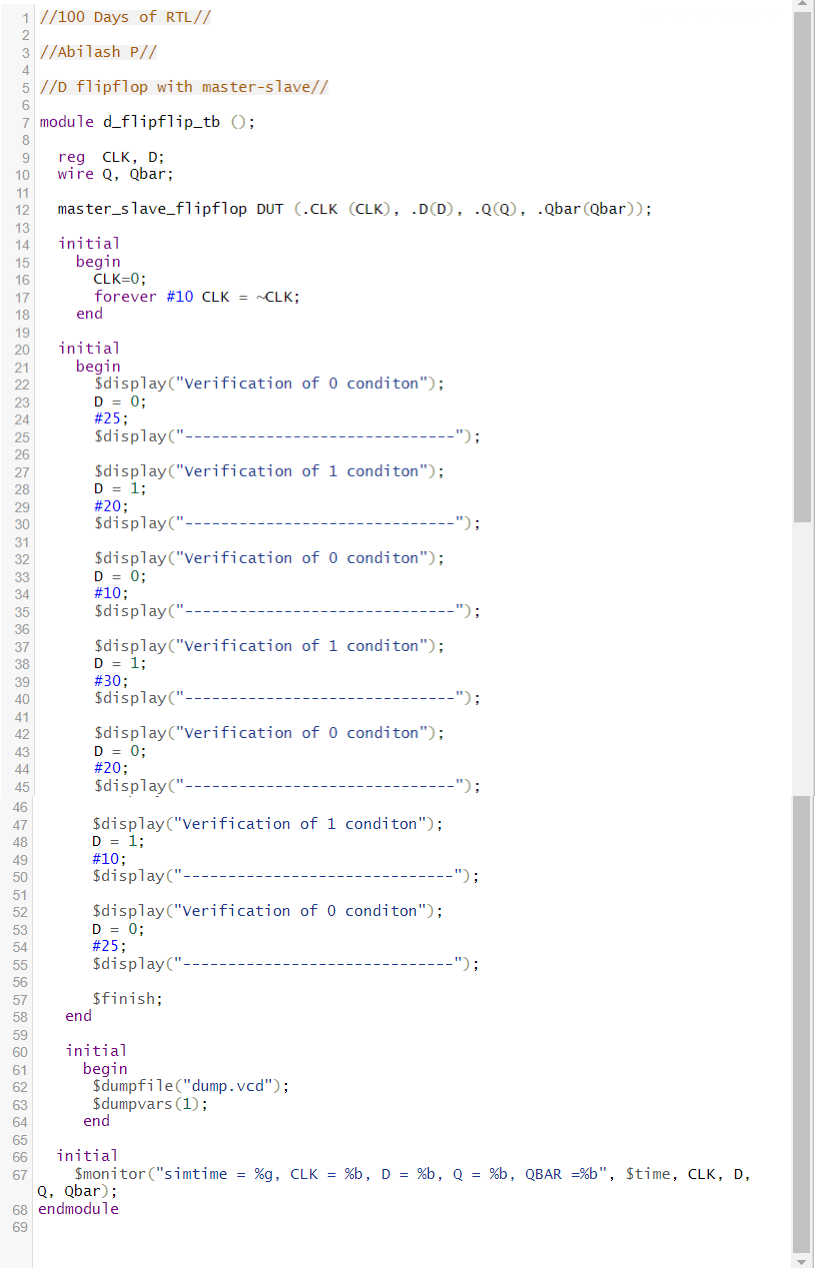 1 //100 Days of RTL//
2
3 //Abilash P//
4
5 //D flipflop with master-slave//
6
7 module d_flipflip_tb ();
8
9   reg  CLK, D;
10   wire Q, Qbar;
11
12   master_slave_flipflop DUT (.CLK (CLK), .D(D), .Q(Q), .Qbar(Qbar));
13
14   initial
15     begin
16       CLK=0;
17       forever #10 CLK = ~CLK;
18     end
19
20   initial
21     begin
22       $display("Verification of 0 conditon");
23       D = 0;
24       #25;
25       $display("------------------------------");
26
27       $display("Verification of 1 conditon");
28       D = 1;
29       #20;
30       $display("------------------------------");
31
32       $display("Verification of 0 conditon");
33       D = 0;
34       #10;
35       $display("------------------------------");
36
37       $display("Verification of 1 conditon");
38       D = 1;
39       #30;
40       $display("------------------------------");
41
42       $display("Verification of 0 conditon");
43       D = 0;
44       #20;
45       $display("------------------------------");
46
47       $display("Verification of 1 conditon");
48       D = 1;
49       #10;
50       $display("------------------------------");
51
52       $display("Verification of 0 conditon");
53       D = 0;
54       #25;
55       $display("------------------------------");
56
57       $finish;
58    end
59
60    initial
61      begin
62       $dumpfile("dump.vcd");
63       $dumpvars(1);
64      end
65
66   initial
67     $monitor("simtime = %g, CLK = %b, D = %b, Q = %b, QBAR =%b", $time, CLK, D,
Q, Qbar);
68 endmodule
69